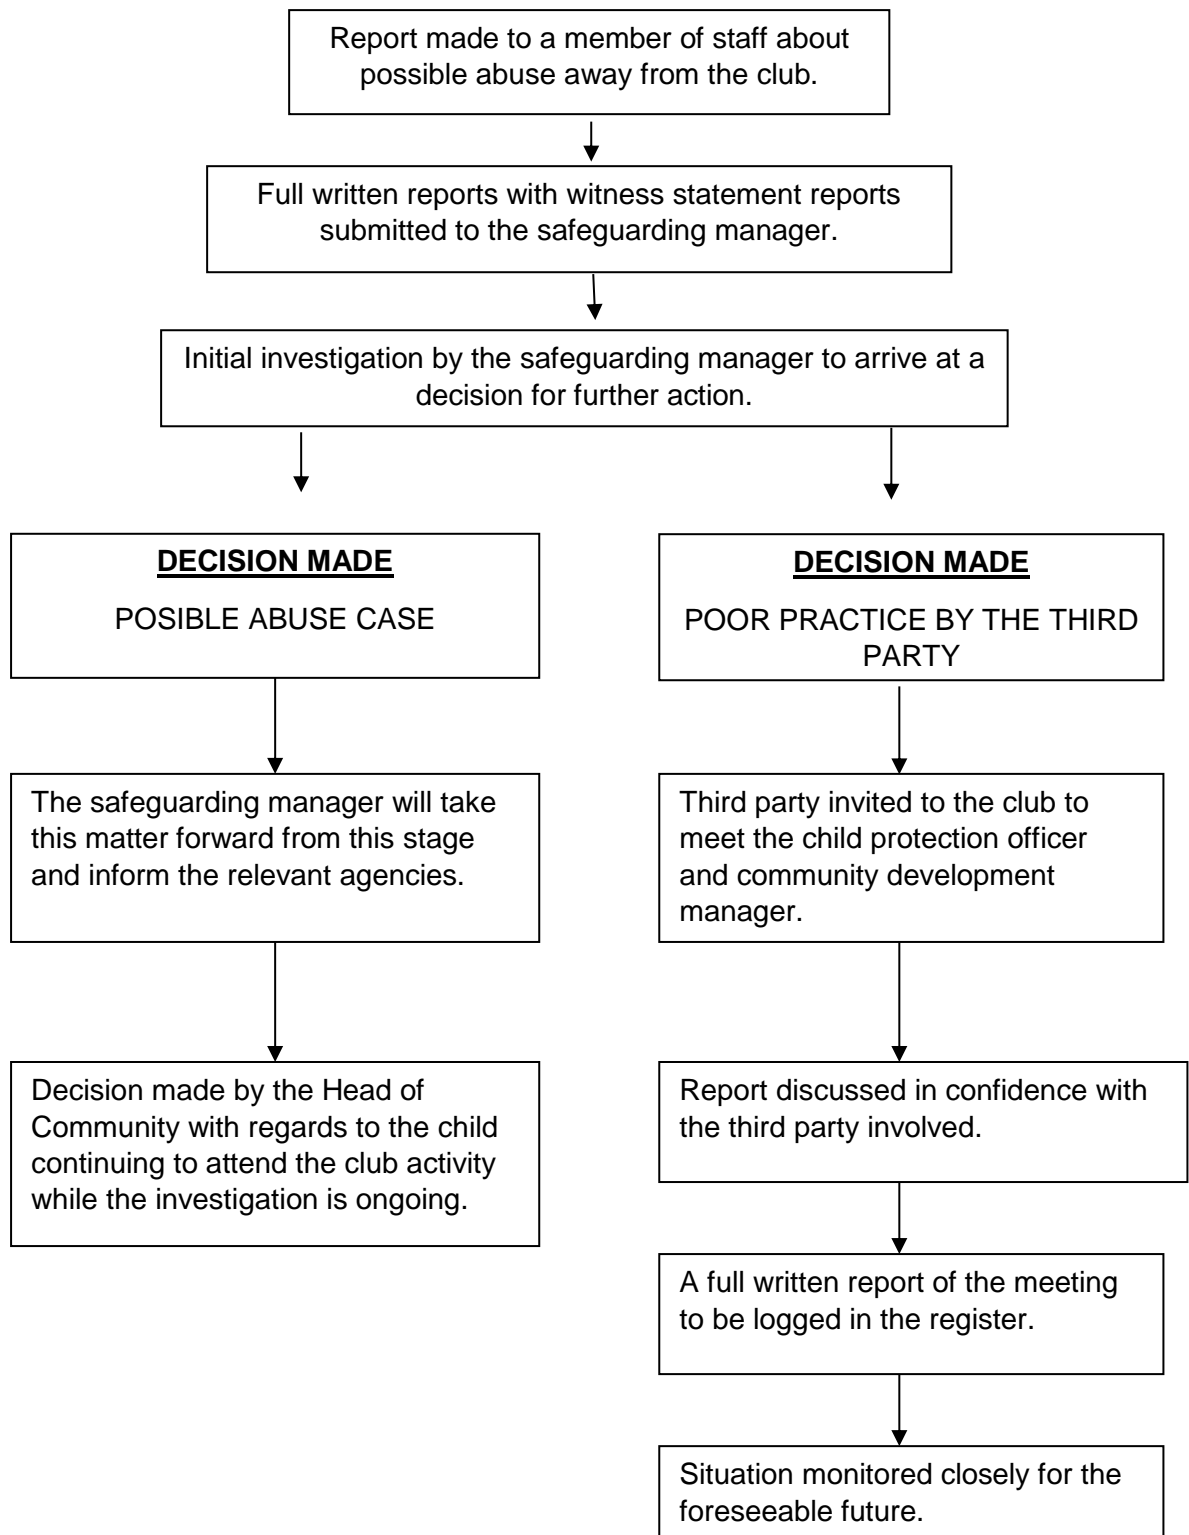 Report made to a member of staff about
possible abuse away from the club.
Full written reports with witness statement reports
submitted to the safeguarding manager.
Initial investigation by the safeguarding manager to arrive at a
decision for further action.
DECISION MADE
POSIBLE ABUSE CASE
DECISION MADE
POOR PRACTICE BY THE THIRD
PARTY
The safeguarding manager will take
this matter forward from this stage
and inform the relevant agencies.
Third party invited to the club to
meet the child protection officer
and community development
manager.
Decision made by the Head of
Community with regards to the child
continuing to attend the club activity
while the investigation is ongoing.
Report discussed in confidence with
the third party involved.
A full written report of the meeting
to be logged in the register.
Situation monitored closely for the
foreseeable future.